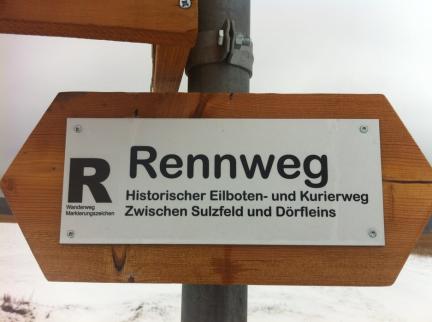 R
Wanderweg
Markierungszeichen
Rennweg
Historischer Eilboten- und Kurierweg
Zwischen Sulzfeld und Dörfleins